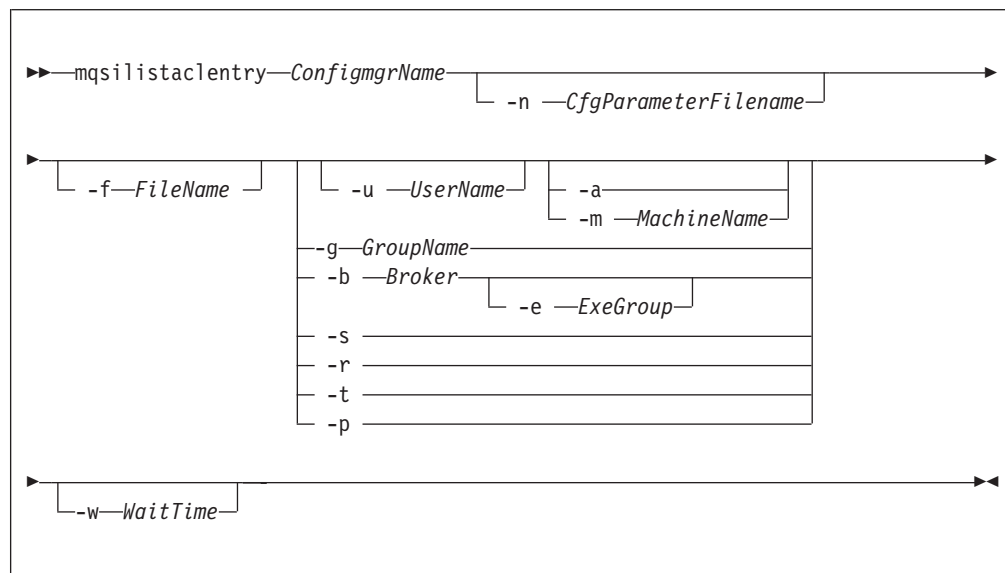 mqsilistaclentry ConfigmgrName
-n CfgParameterFilename
-f FileName
-u UserName
-a
-m MachineName
-g GroupName
-b Broker
-e ExeGroup
-s
-r
-t
-p
-w WaitTime